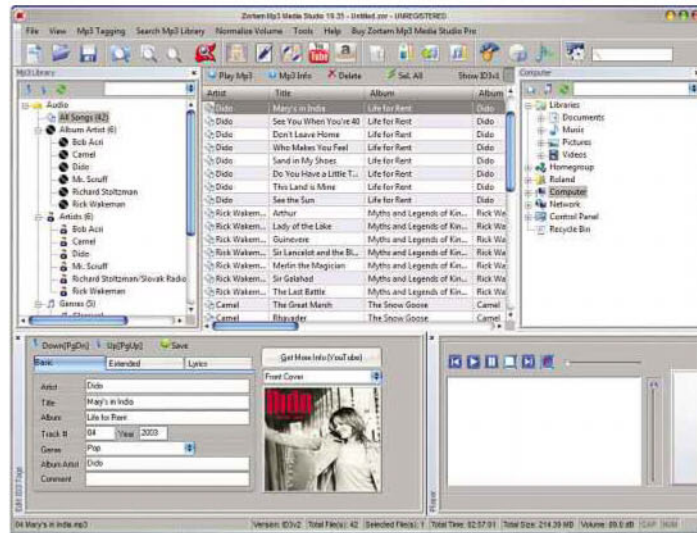 Zortam Mp3 Media Studio 19.35 - Untitled.zor - UNREGISTERED
File View Mp3 Tagging Search Mp3 Library Normalize Volume Tools Help Buy Zortam Mp3 Media Studio Pro
You
Tube
a
Mp3 Library
Computer
Play Mp3 Mp3 Info Delete Sel. All Show ID3v1
Audio
All Songs (42)
Album Artist (6)
Bob Acri
Camel
Dido
Mr. Scruff
Richard Stoltzman
Rick Wakeman
Artists (6)
Bob Acri
Camel
Dido
Mr. Scruff
Richard Stoltzman/Slovak Radio
Rick Wakeman
Genres (5)
Artist Title Album Album
Dido Mary's in India Life for Rent Dido
Dido See You When You're 40 Life for Rent Dido
Dido Don't Leave Home Life for Rent Dido
Dido Who Makes You Feel Life for Rent Dido
Dido Sand in My Shoes Life for Rent Dido
Dido Do You Have a Little T... Life for Rent Dido
Dido This Land is Mine Life for Rent Dido
Dido See the Sun Life for Rent Dido
Rick Wakem... Arthur Myths and Legends of Kin... Rick Wa
Rick Wakem... Lady of the Lake Myths and Legends of Kin... Rick Wa
Rick Wakem... Guinevere Myths and Legends of Kin... Rick Wa
Rick Wakem... Sir Lancelot and the Bl... Myths and Legends of Kin... Rick Wa
Rick Wakem... Merlin the Magician Myths and Legends of Kin... Rick Wa
Rick Wakem... Sir Galahad Myths and Legends of Kin... Rick Wa
Rick Wakem... The Last Battle Myths and Legends of Kin... Rick Wa
Camel The Great Marsh The Snow Goose Camel
Camel Rhayader The Snow Goose Camel
Libraries
Documents
Music
Pictures
Videos
Homegroup
Roland
Computer
Network
Control Panel
Recycle Bin
Down[PgDn] Up[PgUp] Save
Basic Extended Lyrics
Artist Dido
Title Mary's in India
Album Life for Rent
Track # 04 Year 2003
Genre Pop
Album Artist Dido
Comment
Get More Info (YouTube)
Front Cover
Dido
Edit ID3 Tags
Player
04 Mary's in India.mp3 Version: ID3v2 Total File(s): 42 Selected File(s): 1 Total Time: 02:57:01 Total Size: 214.39 MB Volume: 89.0 dB CAP NUM